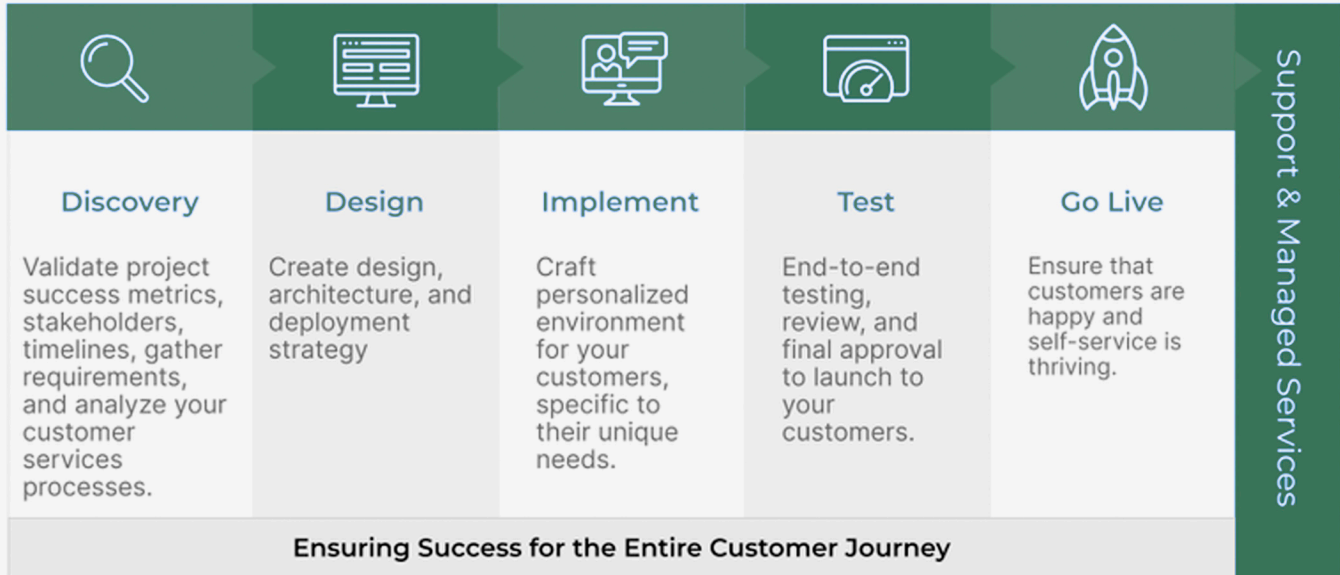 Discovery
Validate project
success metrics,
stakeholders,
timelines, gather
requirements,
and analyze your
customer
services
processes.
Design
Create design,
architecture, and
deployment
strategy
Implement
Craft
personalized
environment
for your
customers,
specific to
their unique
needs.
Test
End-to-end
testing,
review, and
final approval
to launch to
your
customers.
Go Live
Ensure that
customers are
happy and
self-service is
thriving.
Support & Managed Services
Ensuring Success for the Entire Customer Journey